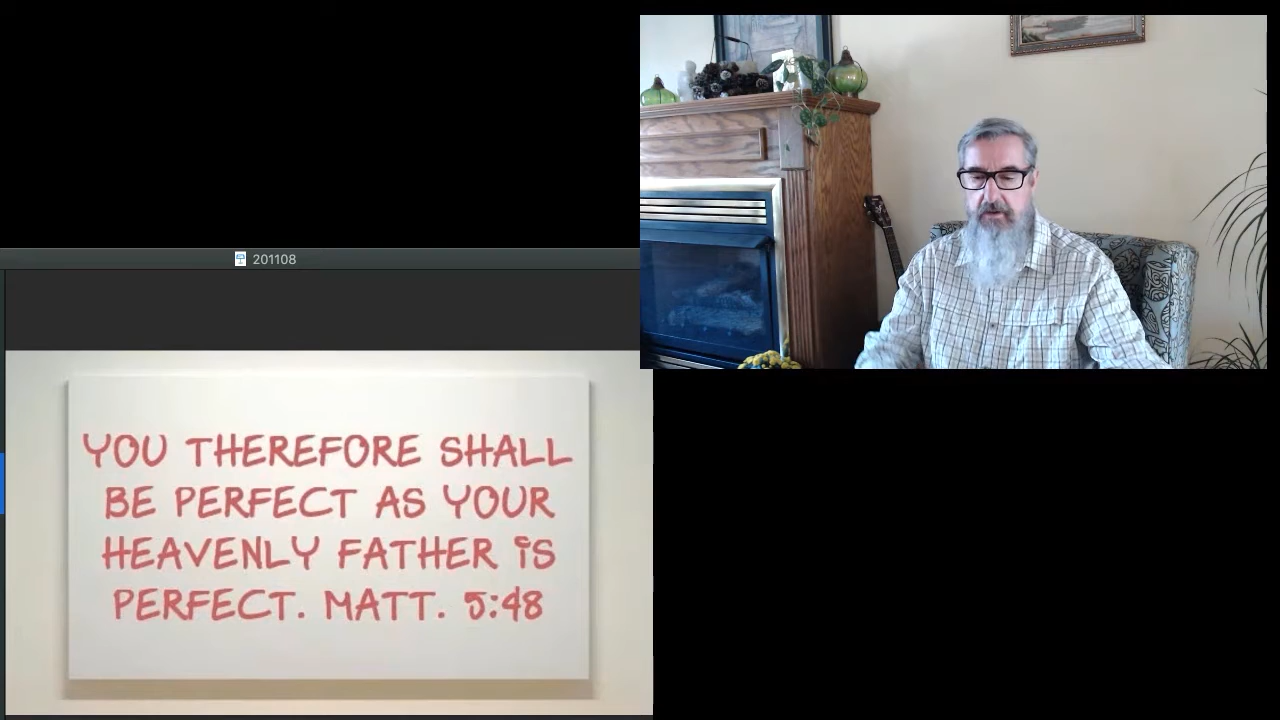 201108
YOU THEREFORE SHALL
BE PERFECT AS YOUR
HEAVENLY FATHER IS
PERFECT. MATT. 5:48